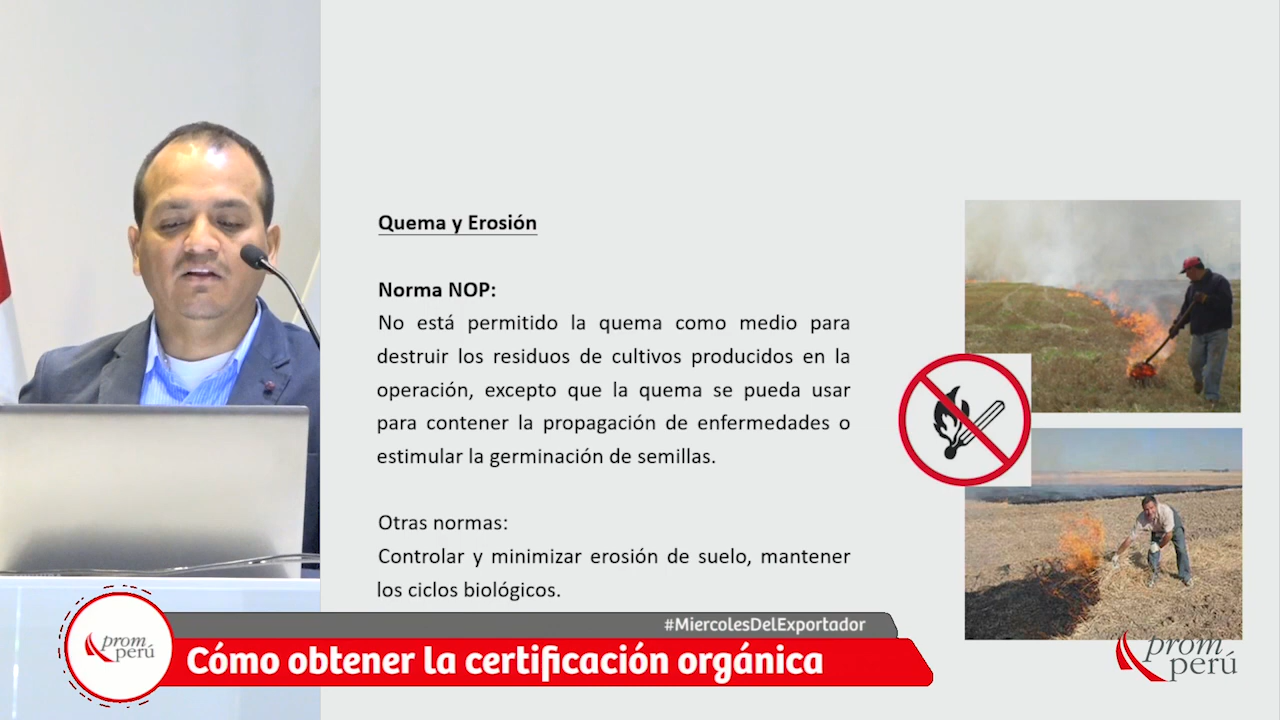 Quema y Erosión
Norma NOP:
No está permitido la quema como medio para
destruir los residuos de cultivos producidos en la
operación, excepto que la quema se pueda usar
para contener la propagación de enfermedades o
estimular la germinación de semillas.
Otras normas:
Controlar y minimizar erosión de suelo, mantener
los ciclos biológicos.
#MiercolesDelExportador
prom
perú
Cómo obtener la certificación orgánica
prom
perú